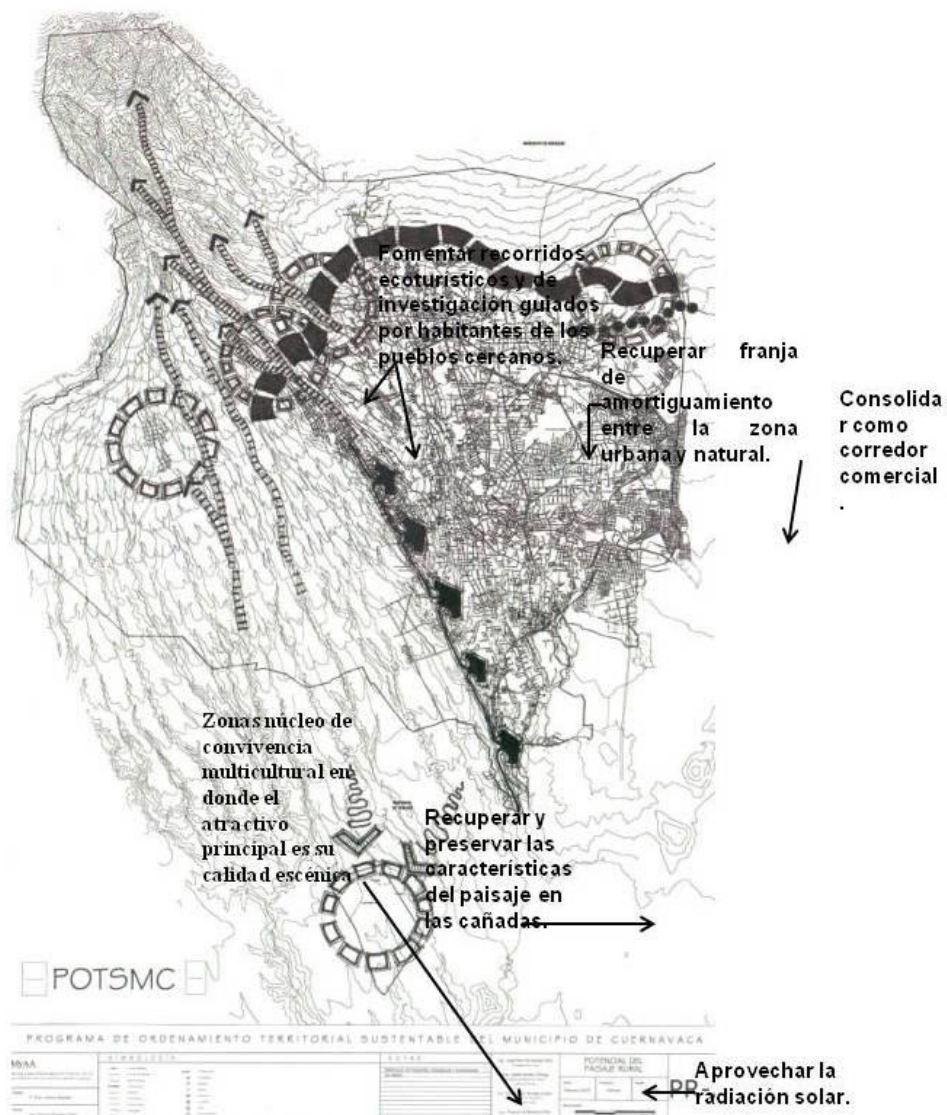 Fomentar recorridos
ecoturísticos y de
investigación guiados
por habitantes de los
pueblos cercanos.
Recuperar franja
de
amortiguamiento
entre la zona
urbana y natural.
Consolida
r como
corredor
comercial
.
Zonas núcleo de
convivencia
multicultural en
donde el
atractivo
principal es su
calidad escénica
Recuperar y
preservar las
características
del paisaje en
las cañadas.
POTSMC
PROGRAMA DE ORDENAMIENTO TERRITORIAL SUSTENTABLE DEL MUNICIPIO DE CUERNAVACA
SIMBOLOGÍA
NOTAS
POTENCIAL DEL
PAISAJE RURAL
PP-
Aprovechar la
radiación solar.